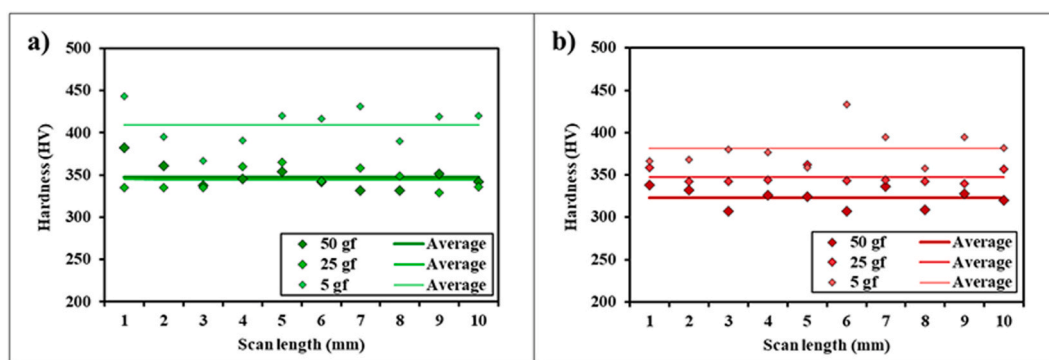 a)
Hardness (HV)
500
450
400
350
300
250
200
50 gf Average
25 gf Average
5 gf Average
1 2 3 4 5 6 7 8 9 10
Scan length (mm)
b)
Hardness (HV)
500
450
400
350
300
250
200
50 gf Average
25 gf Average
5 gf Average
1 2 3 4 5 6 7 8 9 10
Scan length (mm)